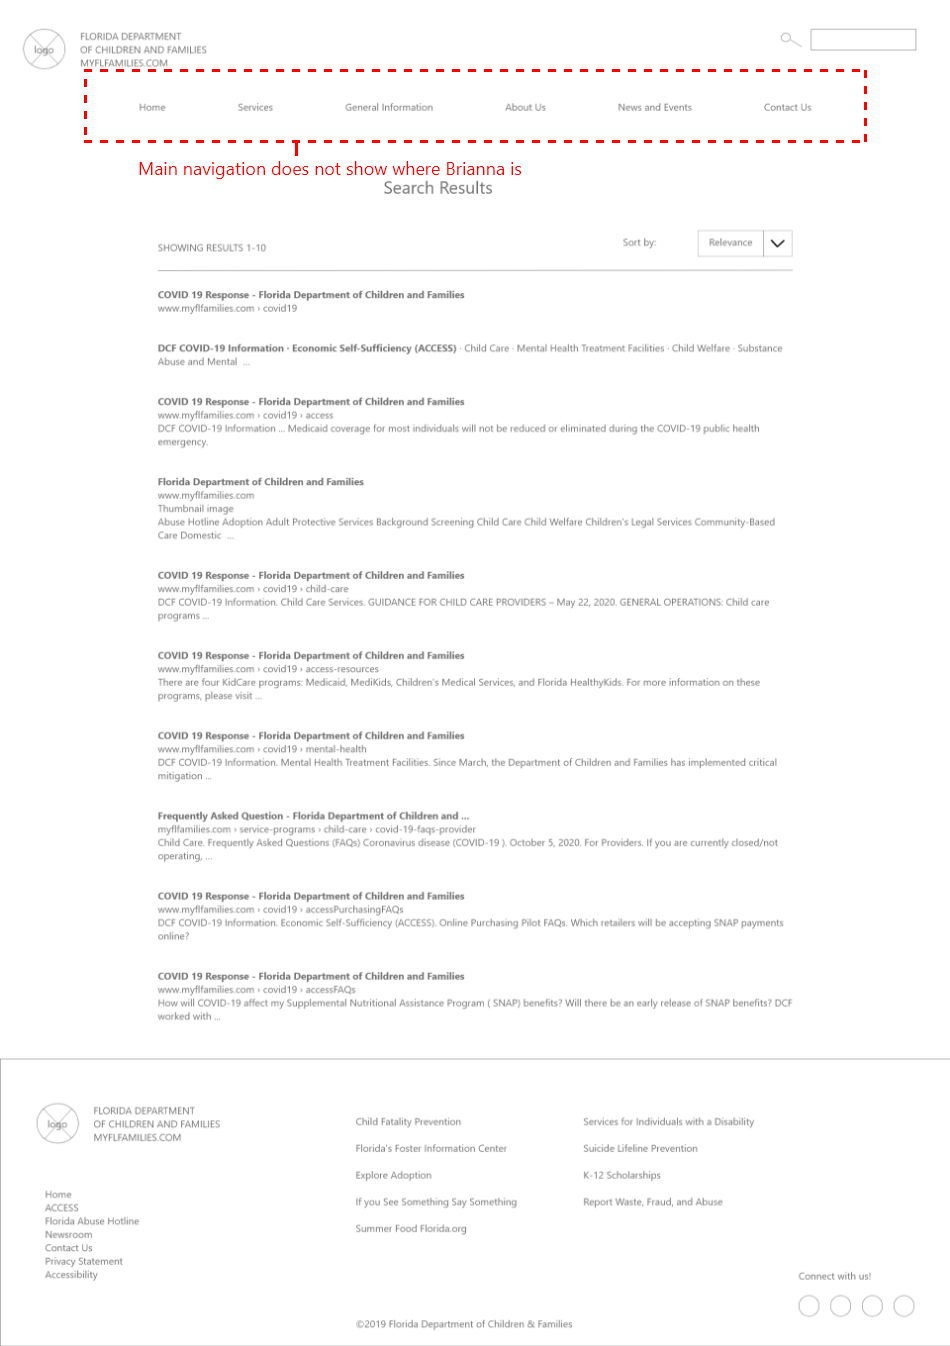 logo
FLORIDA DEPARTMENT
OF CHILDREN AND FAMILIES
MYFLFAMILIES.COM
Home Services General Information About Us News and Events Contact Us
Main navigation does not show where Brianna is
Search Results
SHOWING RESULTS 1-10
Sort by: Relevance
COVID 19 Response - Florida Department of Children and Families
www.myflfamilies.com › covid19
DCF COVID-19 Information · Economic Self-Sufficiency (ACCESS) · Child Care · Mental Health Treatment Facilities · Child Welfare · Substance
Abuse and Mental ...
COVID 19 Response - Florida Department of Children and Families
www.myflfamilies.com › covid19 › access
DCF COVID-19 Information ... Medicaid coverage for most individuals will not be reduced or eliminated during the COVID-19 public health
emergency.
Florida Department of Children and Families
www.myflfamilies.com
Thumbnail image
Abuse Hotline Adoption Adult Protective Services Background Screening Child Care Child Welfare Children's Legal Services Community-Based
Care Domestic ...
COVID 19 Response - Florida Department of Children and Families
www.myflfamilies.com › covid19 › child-care
DCF COVID-19 Information. Child Care Services. GUIDANCE FOR CHILD CARE PROVIDERS – May 22, 2020. GENERAL OPERATIONS: Child care
programs ...
COVID 19 Response - Florida Department of Children and Families
www.myflfamilies.com › covid19 › access-resources
There are four KidCare programs: Medicaid, MediKids, Children's Medical Services, and Florida HealthyKids. For more information on these
programs, please visit ...
COVID 19 Response - Florida Department of Children and Families
www.myflfamilies.com › covid19 › mental-health
DCF COVID-19 Information. Mental Health Treatment Facilities. Since March, the Department of Children and Families has implemented critical
mitigation ...
Frequently Asked Question - Florida Department of Children and ...
myflfamilies.com › service-programs › child-care › covid-19-faqs-provider
Child Care. Frequently Asked Questions (FAQs) Coronavirus disease (COVID-19 ). October 5, 2020. For Providers. If you are currently closed/not
operating, ...
COVID 19 Response - Florida Department of Children and Families
www.myflfamilies.com › covid19 › accessPurchasingFAQs
DCF COVID-19 Information. Economic Self-Sufficiency (ACCESS). Online Purchasing Pilot FAQs. Which retailers will be accepting SNAP payments
online?
COVID 19 Response - Florida Department of Children and Families
www.myflfamilies.com › covid19 › accessFAQs
How will COVID-19 affect my Supplemental Nutritional Assistance Program ( SNAP) benefits? Will there be an early release of SNAP benefits? DCF
worked with ...
logo
FLORIDA DEPARTMENT
OF CHILDREN AND FAMILIES
MYFLFAMILIES.COM
Home
ACCESS
Florida Abuse Hotline
Newsroom
Contact Us
Privacy Statement
Accessibility
Child Fatality Prevention
Florida's Foster Information Center
Explore Adoption
If you See Something Say Something
Summer Food Florida.org
Services for Individuals with a Disability
Suicide Lifeline Prevention
K-12 Scholarships
Report Waste, Fraud, and Abuse
Connect with us!
©2019 Florida Department of Children & Families